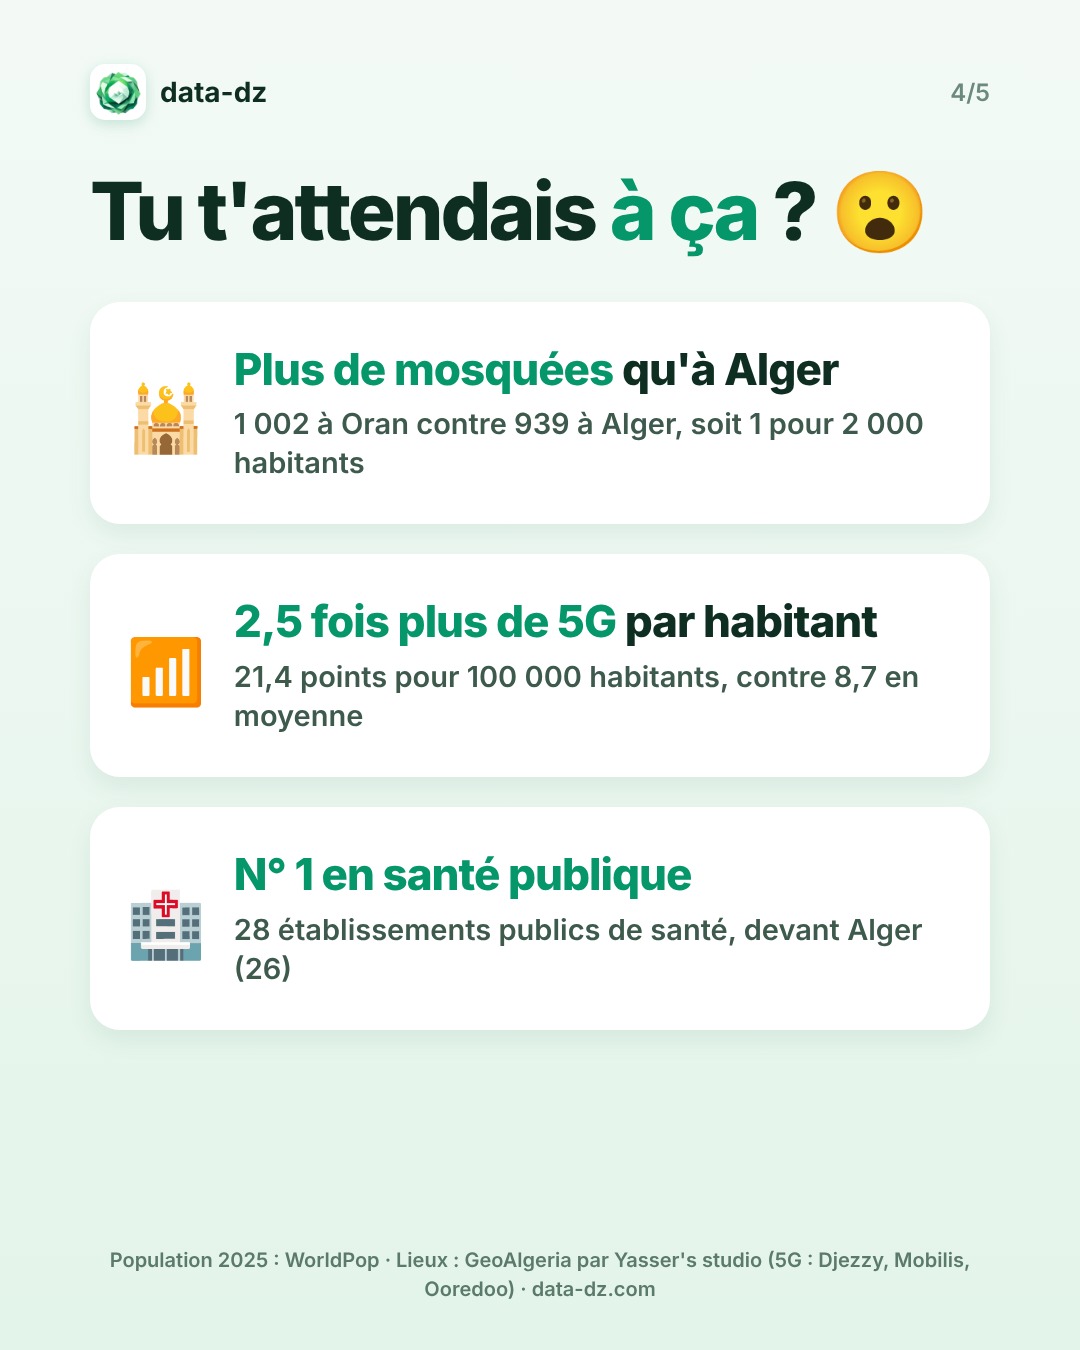 data-dz
4/5
Tu t'attendais à ça ? 😮
Plus de mosquées qu'à Alger
1 002 à Oran contre 939 à Alger, soit 1 pour 2 000
habitants
2,5 fois plus de 5G par habitant
21,4 points pour 100 000 habitants, contre 8,7 en
moyenne
N° 1 en santé publique
28 établissements publics de santé, devant Alger
(26)
Population 2025 : WorldPop · Lieux : GeoAlgeria par Yasser's studio (5G : Djezzy, Mobilis,
Ooredoo) · data-dz.com